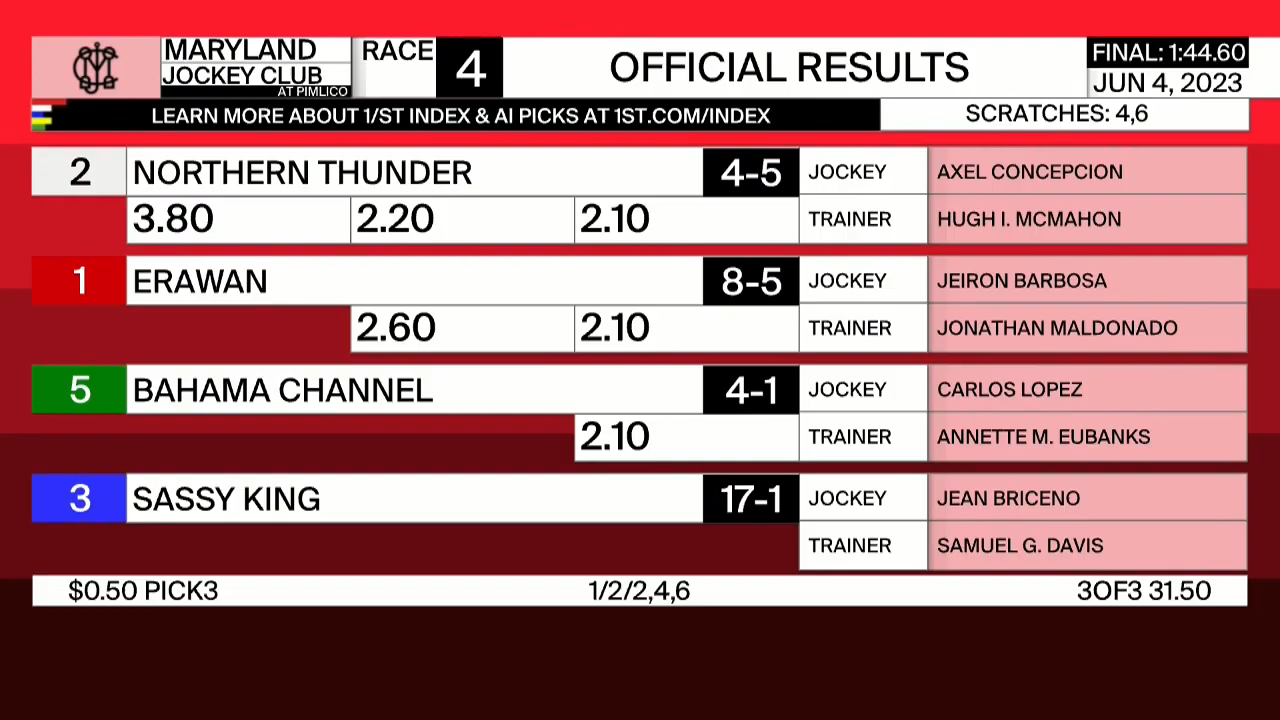 MARYLAND
JOCKEY CLUB
AT PIMLICO
RACE 4
OFFICIAL RESULTS
FINAL: 1:44.60
JUN 4, 2023
LEARN MORE ABOUT 1/ST INDEX & AI PICKS AT 1ST.COM/INDEX
SCRATCHES: 4,6
2 NORTHERN THUNDER 4-5 JOCKEY AXEL CONCEPCION
3.80 2.20 2.10 TRAINER HUGH I. MCMAHON
1 ERAWAN 8-5 JOCKEY JEIRON BARBOSA
2.60 2.10 TRAINER JONATHAN MALDONADO
5 BAHAMA CHANNEL 4-1 JOCKEY CARLOS LOPEZ
2.10 TRAINER ANNETTE M. EUBANKS
3 SASSY KING 17-1 JOCKEY JEAN BRICENO
TRAINER SAMUEL G. DAVIS
$0.50 PICK3 1/2/2,4,6 3OF3 31.50